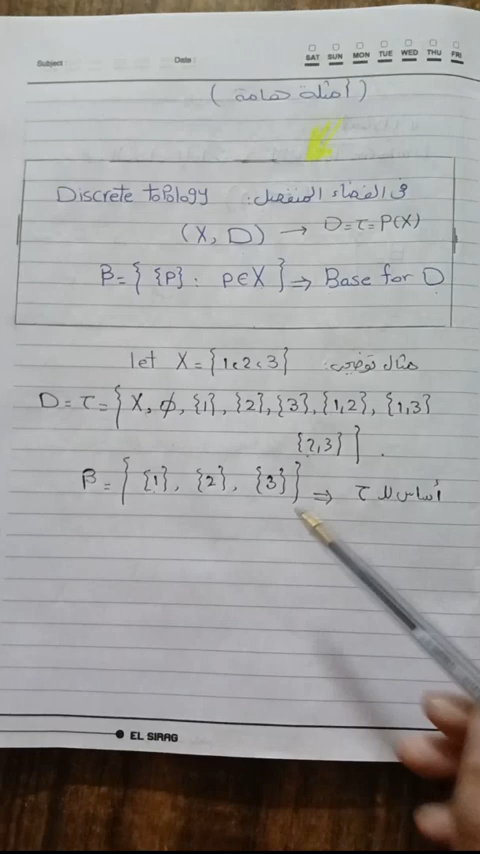 Subject : Date : SAT SUN MON TUE WED THU FRI
( أمثلة هامة )
Discrete toPology في الفضاء المنفصل:
(X, D) → D=τ=P(X)
β={ {P} : P∈X } ⇒ Base for D
let X={1,2,3} مثال توضيحى:
D=τ={ X, ϕ, {1}, {2}, {3}, {1,2}, {1,3}
{2,3} } .
β={ {1}, {2}, {3} } ⇒ أساس لـ τ
EL SIRAG